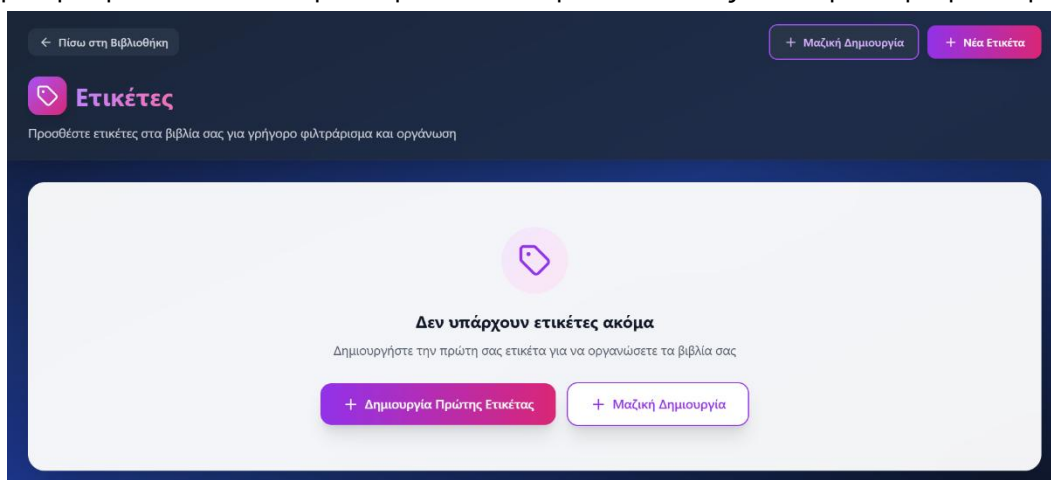 ← Πίσω στη Βιβλιοθήκη
+ Μαζική Δημιουργία
+ Νέα Ετικέτα
Ετικέτες
Προσθέστε ετικέτες στα βιβλία σας για γρήγορο φιλτράρισμα και οργάνωση
Δεν υπάρχουν ετικέτες ακόμα
Δημιουργήστε την πρώτη σας ετικέτα για να οργανώσετε τα βιβλία σας
+ Δημιουργία Πρώτης Ετικέτας
+ Μαζική Δημιουργία